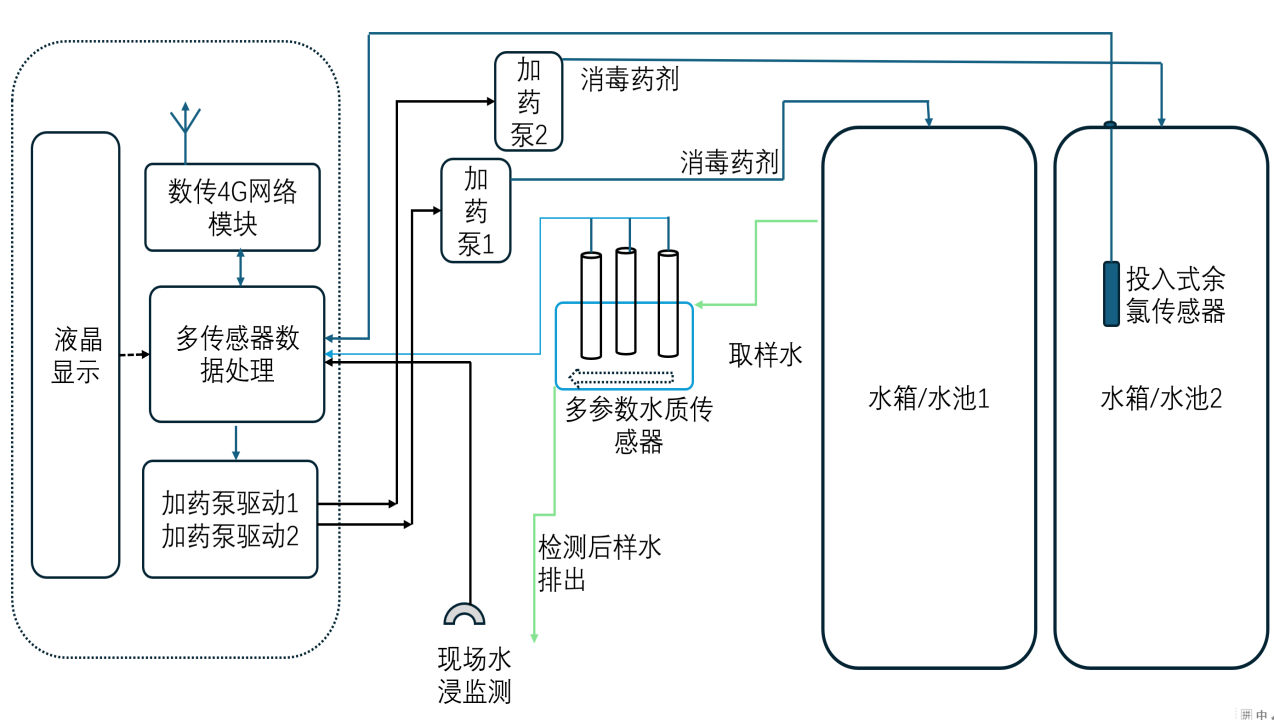 加
药
泵2
消毒药剂
加
药
泵1
消毒药剂
数传4G网络
模块
液晶
显示
多传感器数
据处理
加药泵驱动1
加药泵驱动2
多参数水质传
感器
取样水
检测后样水
排出
现场水
浸监测
水箱/水池1
水箱/水池2
投入式余
氯传感器
拼 中